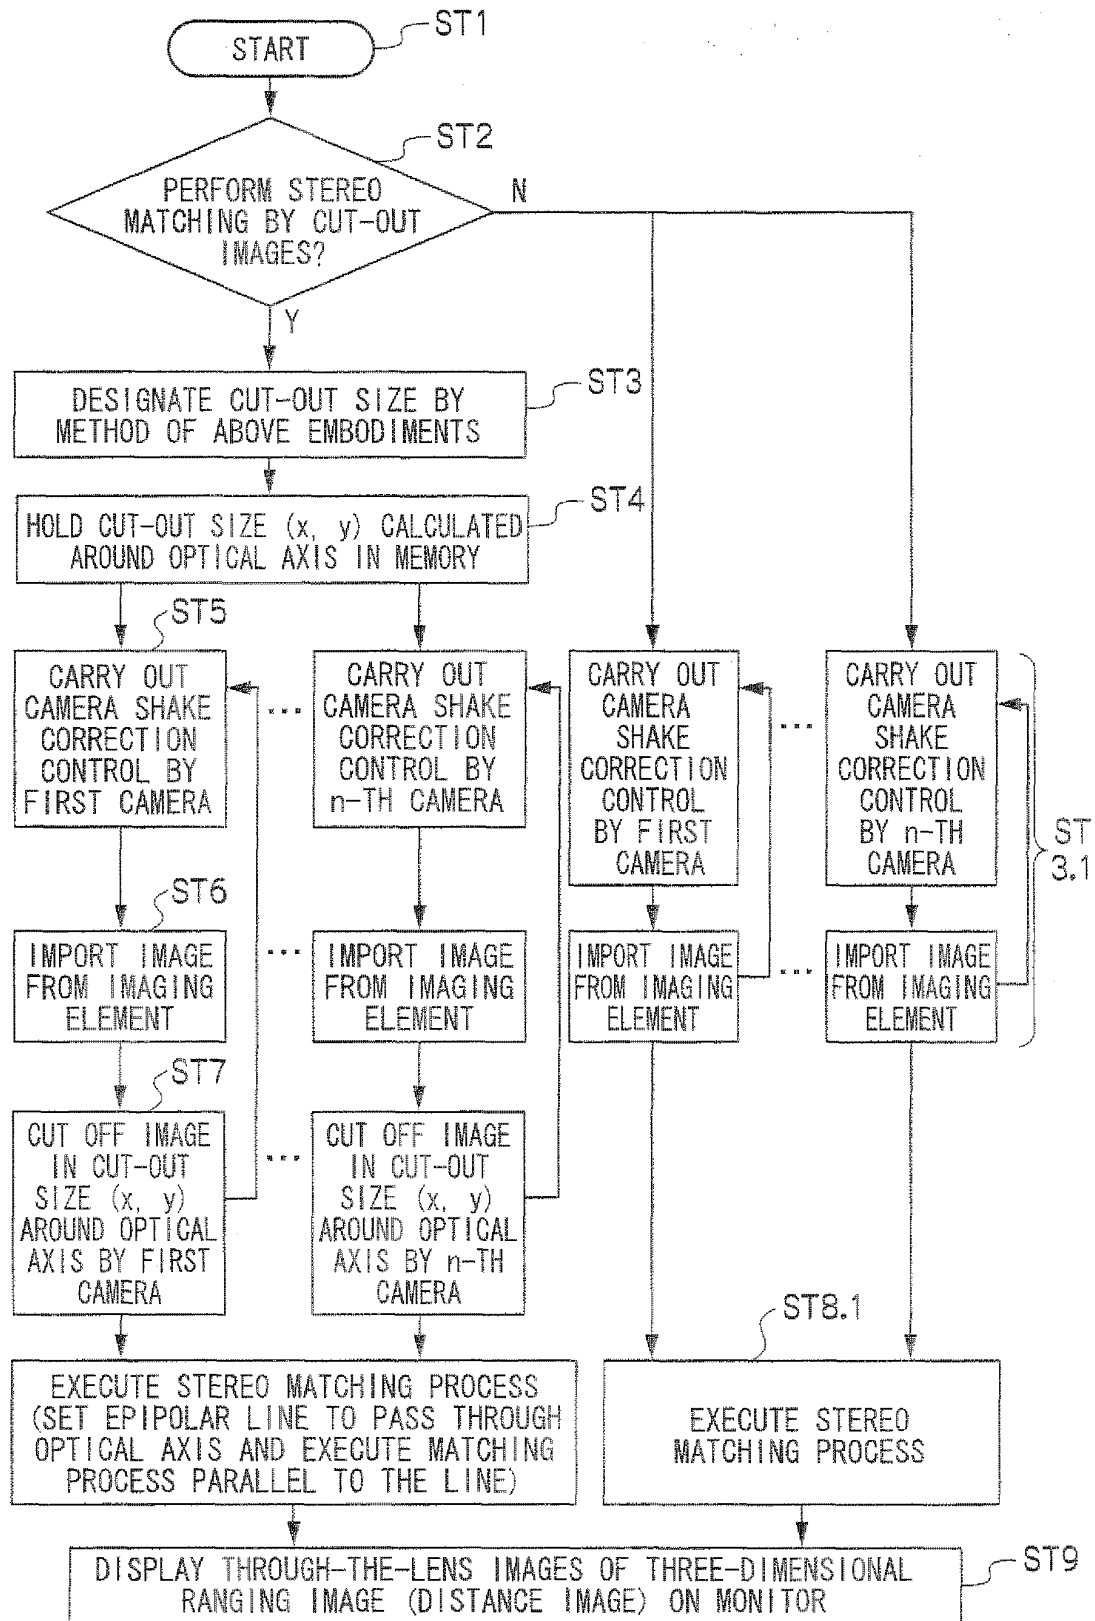 START
ST1
PERFORM STEREO
MATCHING BY CUT-OUT
IMAGES?
ST2
N
Y
DESIGNATE CUT-OUT SIZE BY
METHOD OF ABOVE EMBODIMENTS
ST3
HOLD CUT-OUT SIZE (x, y) CALCULATED
AROUND OPTICAL AXIS IN MEMORY
ST4
ST5
CARRY OUT
CAMERA SHAKE
CORRECTION
CONTROL BY
FIRST CAMERA
...
CARRY OUT
CAMERA SHAKE
CORRECTION
CONTROL BY
n-TH CAMERA
CARRY OUT
CAMERA
SHAKE
CORRECTION
CONTROL
BY FIRST
CAMERA
...
CARRY OUT
CAMERA
SHAKE
CORRECTION
CONTROL
BY n-TH
CAMERA
ST
3.1
ST6
IMPORT IMAGE
FROM IMAGING
ELEMENT
...
IMPORT IMAGE
FROM IMAGING
ELEMENT
IMPORT IMAGE
FROM IMAGING
ELEMENT
...
IMPORT IMAGE
FROM IMAGING
ELEMENT
ST7
CUT OFF IMAGE
IN CUT-OUT
SIZE (x, y)
AROUND OPTICAL
AXIS BY FIRST
CAMERA
...
CUT OFF IMAGE
IN CUT-OUT
SIZE (x, y)
AROUND OPTICAL
AXIS BY n-TH
CAMERA
EXECUTE STEREO MATCHING PROCESS
(SET EPIPOLAR LINE TO PASS THROUGH
OPTICAL AXIS AND EXECUTE MATCHING
PROCESS PARALLEL TO THE LINE)
ST8.1
EXECUTE STEREO
MATCHING PROCESS
DISPLAY THROUGH-THE-LENS IMAGES OF THREE-DIMENSIONAL
RANGING IMAGE (DISTANCE IMAGE) ON MONITOR
ST9